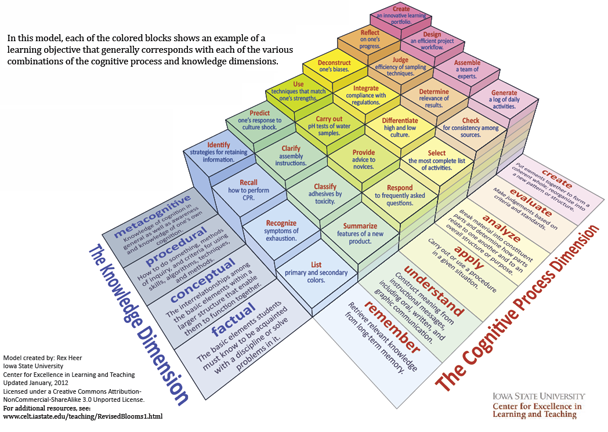 In this model, each of the colored blocks shows an example of a
learning objective that generally corresponds with each of the various
combinations of the cognitive process and knowledge dimensions.
Create
an innovative learning
portfolio.
Reflect
on one's
progress.
Design
an efficient project
workflow.
Deconstruct
one's biases.
Judge
efficiency of sampling
techniques.
Assemble
a team of
experts.
Use
techniques that match
one's strengths.
Integrate
compliance with
regulations.
Determine
relevance of
results.
Generate
a log of daily
activities.
Predict
one's response to
culture shock.
Carry out
pH tests of water
samples.
Differentiate
high and low
culture.
Check
for consistency among
sources.
Identify
strategies for retaining
information.
Clarify
assembly
instructions.
Provide
advice to
novices.
Select
the most complete list
of activities.
Recall
how to perform
CPR.
Classify
adhesives by
toxicity.
Respond
to frequently asked
questions.
Recognize
symptoms of
exhaustion.
Summarize
features of a new
product.
List
primary and secondary
colors.
The Knowledge Dimension
metacognitive
Knowledge of cognition in
general as well as awareness
and knowledge of one's own
cognition.
procedural
How to do something, methods
of inquiry, and criteria for using
skills, algorithms, techniques,
and methods.
conceptual
The interrelationships among
the basic elements within a
larger structure that enable
them to function together.
factual
The basic elements students
must know to be acquainted
with a discipline or solve
problems in it.
The Cognitive Process Dimension
create
Put elements together to form a
coherent whole; reorganize into
a new pattern or structure.
evaluate
Make judgements based on
criteria and standards.
analyze
Break material into constituent
parts and determine how parts
relate to one another and to an
overall structure or purpose.
apply
Carry out or use a procedure
in a given situation
understand
Construct meaning from
instructional messages,
including oral, written, and
graphic communication.
remember
Retrieve relevant knowledge
from long-term memory.
Model created by: Rex Heer
Iowa State University
Center for Excellence in Learning and Teaching
Updated January, 2012
Licensed under a Creative Commons Attribution-
NonCommercial-ShareAlike 3.0 Unported License.
For additional resources, see:
www.celt.iastate.edu/teaching/RevisedBlooms1.html
IOWA STATE UNIVERSITY
Center for Excellence in
Learning and Teaching